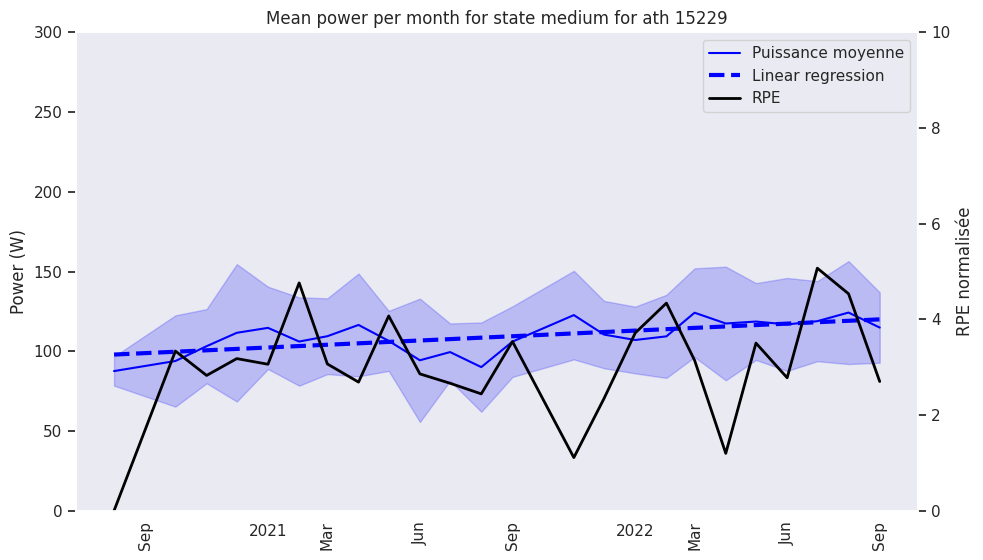 Mean power per month for state medium for ath 15229
Puissance moyenne
Linear regression
RPE
Power (W)
300
250
200
150
100
50
0
RPE normalisée
10
8
6
4
2
0
Sep
2021
Mar
Jun
Sep
2022
Mar
Jun
Sep